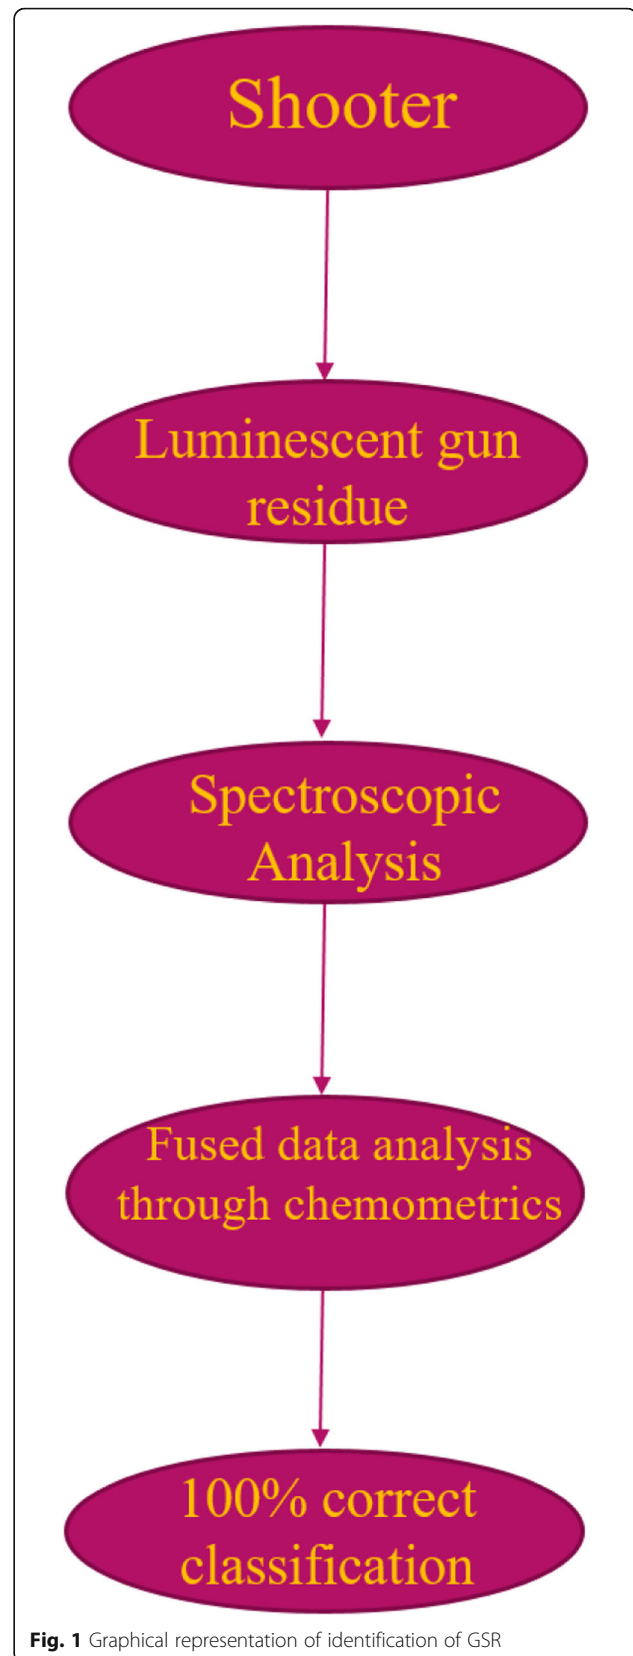 Shooter
Luminescent gun
residue
Spectroscopic
Analysis
Fused data analysis
through chemometrics
100% correct
classification
Fig. 1 Graphical representation of identification of GSR